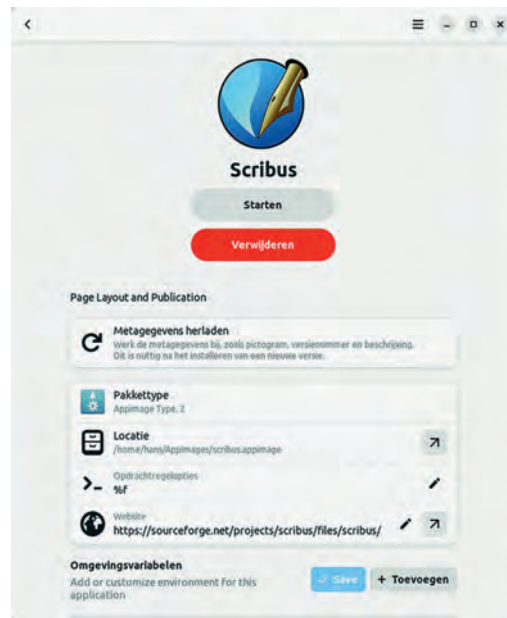 Scribus
Starten
Verwijderen
Page Layout and Publication
Metagegevens herladen
Werk de metagegevens bij, zoals pictogram, versienummer en beschrijving.
Dit is nuttig na het installeren van een nieuwe versie.
Pakkettype
Appimage Type. 2
Locatie
/home/hans/AppImages/scribus.appimage
Opdrachtregelopties
%f
Website
https://sourceforge.net/projects/scribus/files/scribus/
Omgevingsvariabelen
Add or customize environment for this
application
Save
+ Toevoegen